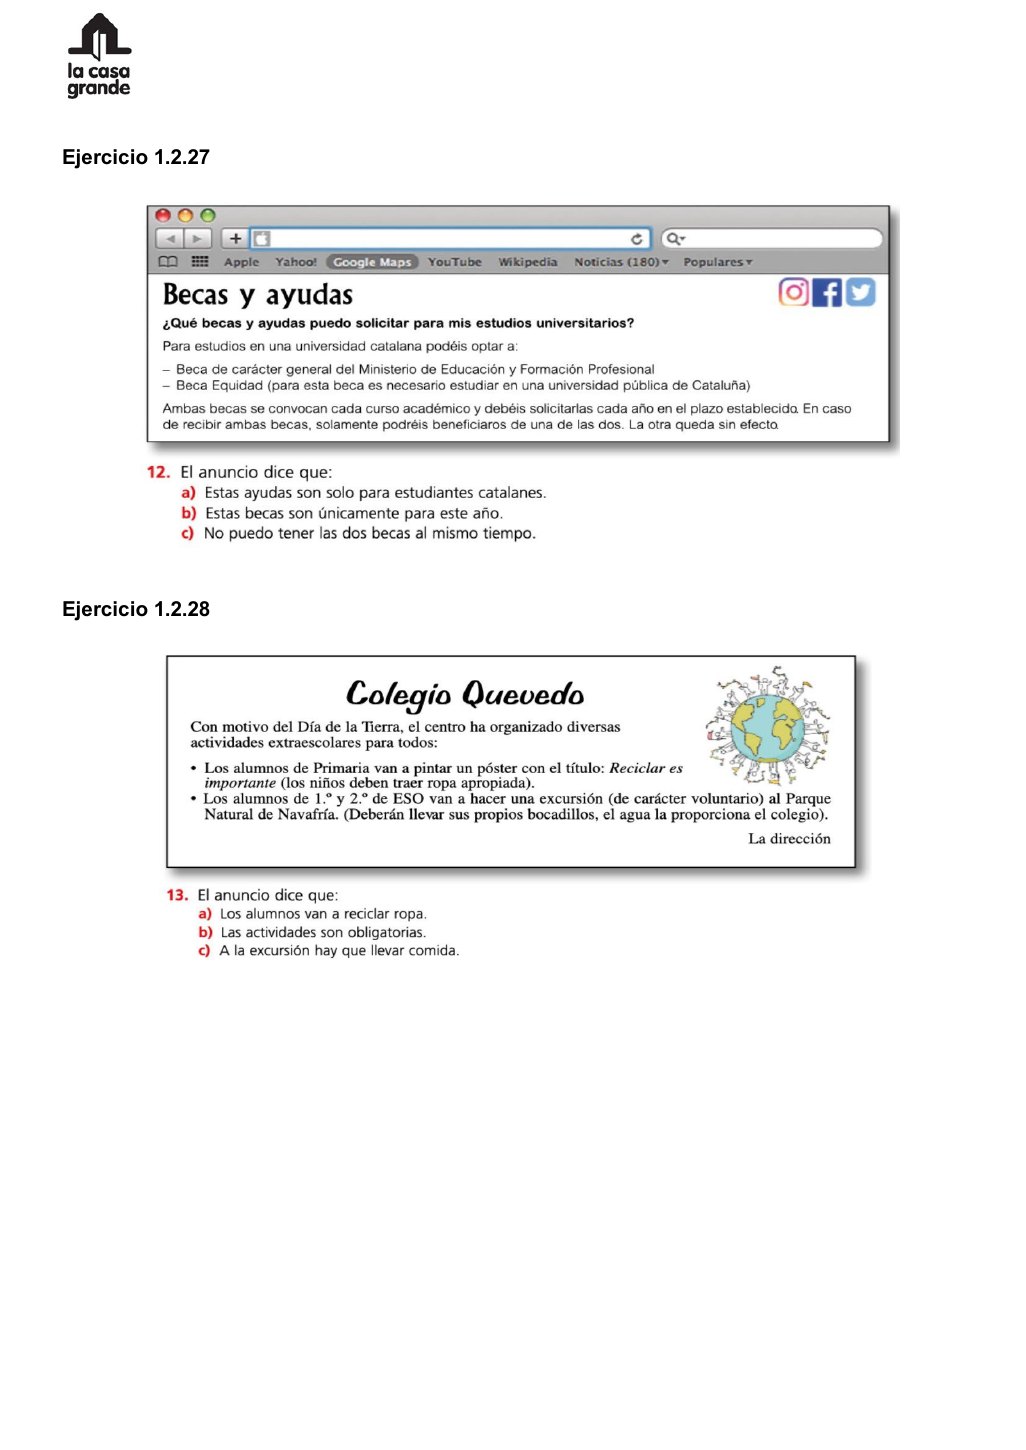 la casa
grande
Ejercicio 1.2.27
Apple Yahoo! Google Maps YouTube Wikipedia Noticias (180) Populares
Becas y ayudas
¿Qué becas y ayudas puedo solicitar para mis estudios universitarios?
Para estudios en una universidad catalana podéis optar a:
– Beca de carácter general del Ministerio de Educación y Formación Profesional
– Beca Equidad (para esta beca es necesario estudiar en una universidad pública de Cataluña)
Ambas becas se convocan cada curso académico y debéis solicitarlas cada año en el plazo establecido. En caso
de recibir ambas becas, solamente podréis beneficiaros de una de las dos. La otra queda sin efecto.
12. El anuncio dice que:
a) Estas ayudas son solo para estudiantes catalanes.
b) Estas becas son únicamente para este año.
c) No puedo tener las dos becas al mismo tiempo.
Ejercicio 1.2.28
Colegio Quevedo
Con motivo del Día de la Tierra, el centro ha organizado diversas
actividades extraescolares para todos:
• Los alumnos de Primaria van a pintar un póster con el título: Reciclar es
importante (los niños deben traer ropa apropiada).
• Los alumnos de 1.º y 2.º de ESO van a hacer una excursión (de carácter voluntario) al Parque
Natural de Navafría. (Deberán llevar sus propios bocadillos, el agua la proporciona el colegio).
La dirección
13. El anuncio dice que:
a) Los alumnos van a reciclar ropa.
b) Las actividades son obligatorias.
c) A la excursión hay que llevar comida.